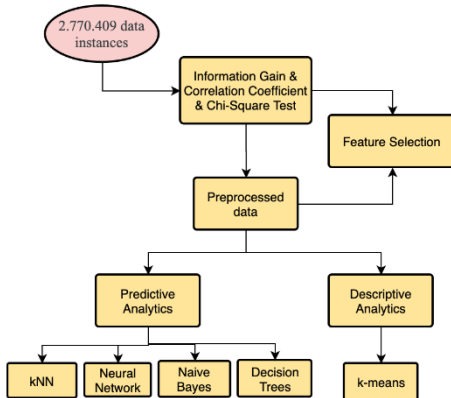 2.770.409 data
instances
Information Gain &
Correlation Coefficient
& Chi-Square Test
Feature Selection
Preprocessed
data
Predictive
Analytics
Descriptive
Analytics
kNN
Neural
Network
Naive
Bayes
Decision
Trees
k-means